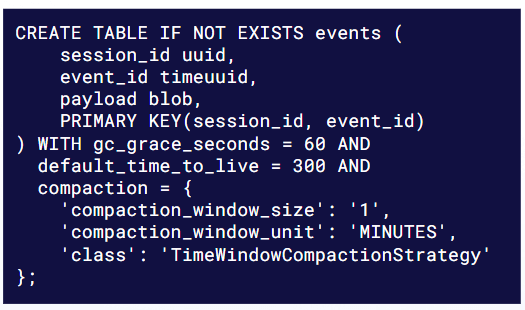 CREATE TABLE IF NOT EXISTS events (
    session_id uuid,
    event_id timeuuid,
    payload blob,
    PRIMARY KEY(session_id, event_id)
) WITH gc_grace_seconds = 60 AND
  default_time_to_live = 300 AND
  compaction = {
    'compaction_window_size': '1',
    'compaction_window_unit': 'MINUTES',
    'class': 'TimeWindowCompactionStrategy'
};